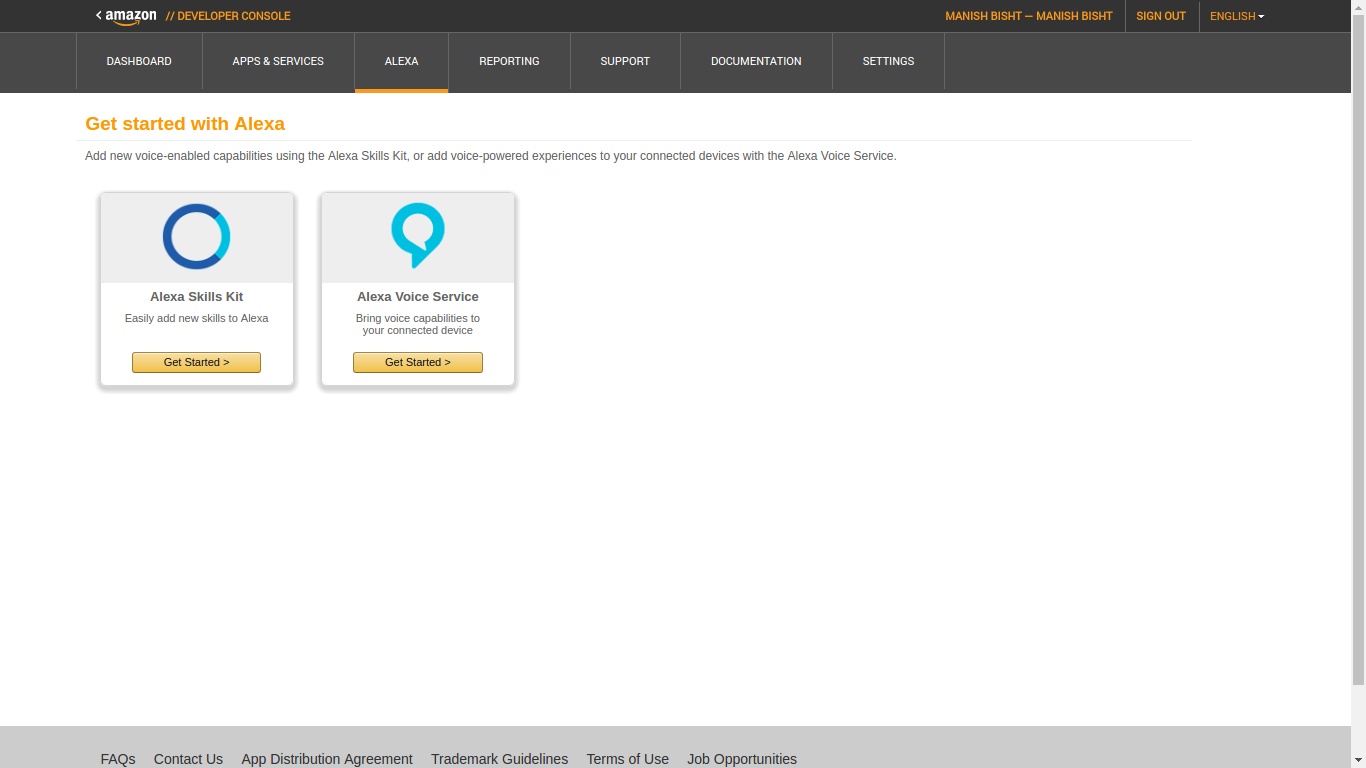 < amazon // DEVELOPER CONSOLE MANISH BISHT — MANISH BISHT SIGN OUT ENGLISH
DASHBOARD APPS & SERVICES ALEXA REPORTING SUPPORT DOCUMENTATION SETTINGS
Get started with Alexa
Add new voice-enabled capabilities using the Alexa Skills Kit, or add voice-powered experiences to your connected devices with the Alexa Voice Service.
Alexa Skills Kit
Easily add new skills to Alexa
Get Started >
Alexa Voice Service
Bring voice capabilities to
your connected device
Get Started >
FAQs Contact Us App Distribution Agreement Trademark Guidelines Terms of Use Job Opportunities